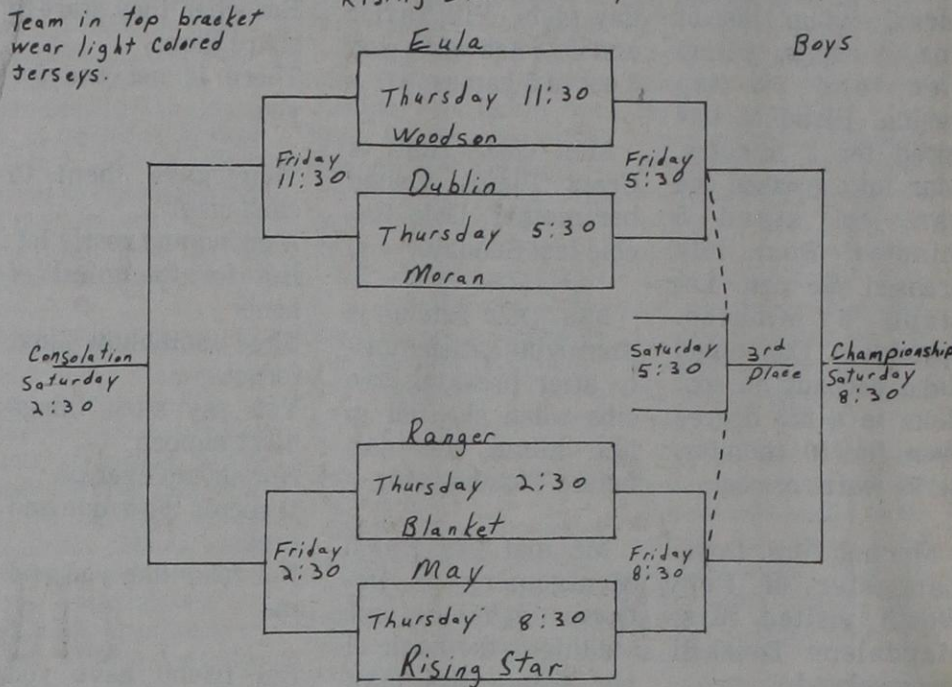 Team in top bracket
wear light colored
Jerseys.
Boys
Eula
Thursday 11:30
Woodson
Friday
11:30
Friday
5:30
Dublin
Thursday 5:30
Moran
Consolation
Saturday
2:30
Saturday
5:30
3rd
Place
Championship
Saturday
8:30
Ranger
Thursday 2:30
Blanket
Friday
2:30
Friday
8:30
May
Thursday 8:30
Rising Star